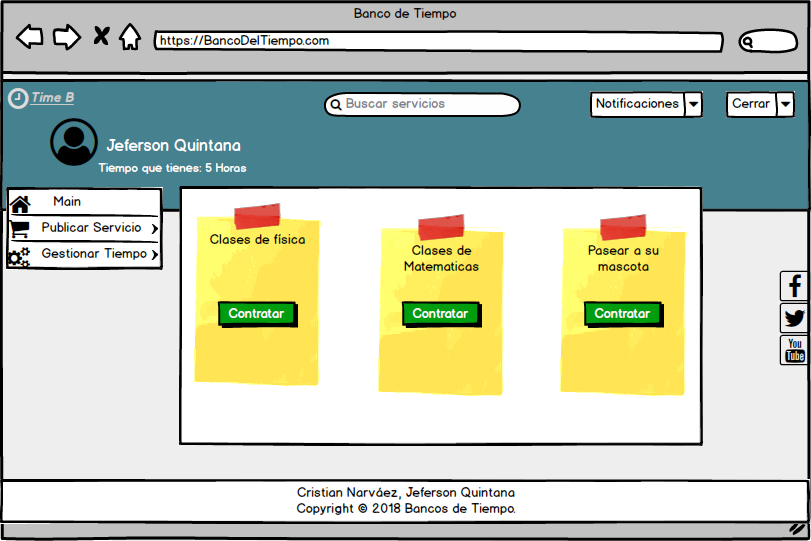 Banco de Tiempo
https://BancoDelTiempo.com
Time B
Buscar servicios
Notificaciones
Cerrar
Jeferson Quintana
Tiempo que tienes: 5 Horas
Main
Publicar Servicio
Gestionar Tiempo
Clases de física
Contratar
Clases de
Matematicas
Contratar
Pasear a su
mascota
Contratar
You
Tube
Cristian Narváez, Jeferson Quintana
Copyright © 2018 Bancos de Tiempo.